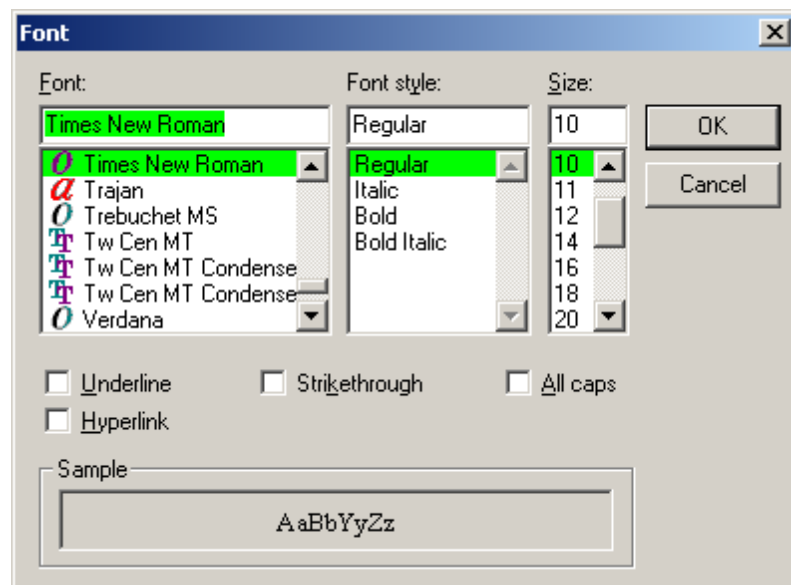 Font
Font: Font style: Size:
Times New Roman Regular 10 OK
Times New Roman Regular 10
Trajan Italic 11 Cancel
Trebuchet MS Bold 12
Tw Cen MT Bold Italic 14
Tw Cen MT Condense 16
Tw Cen MT Condense 18
Verdana 20
Underline Strikethrough All caps
Hyperlink
Sample
AaBbYyZz